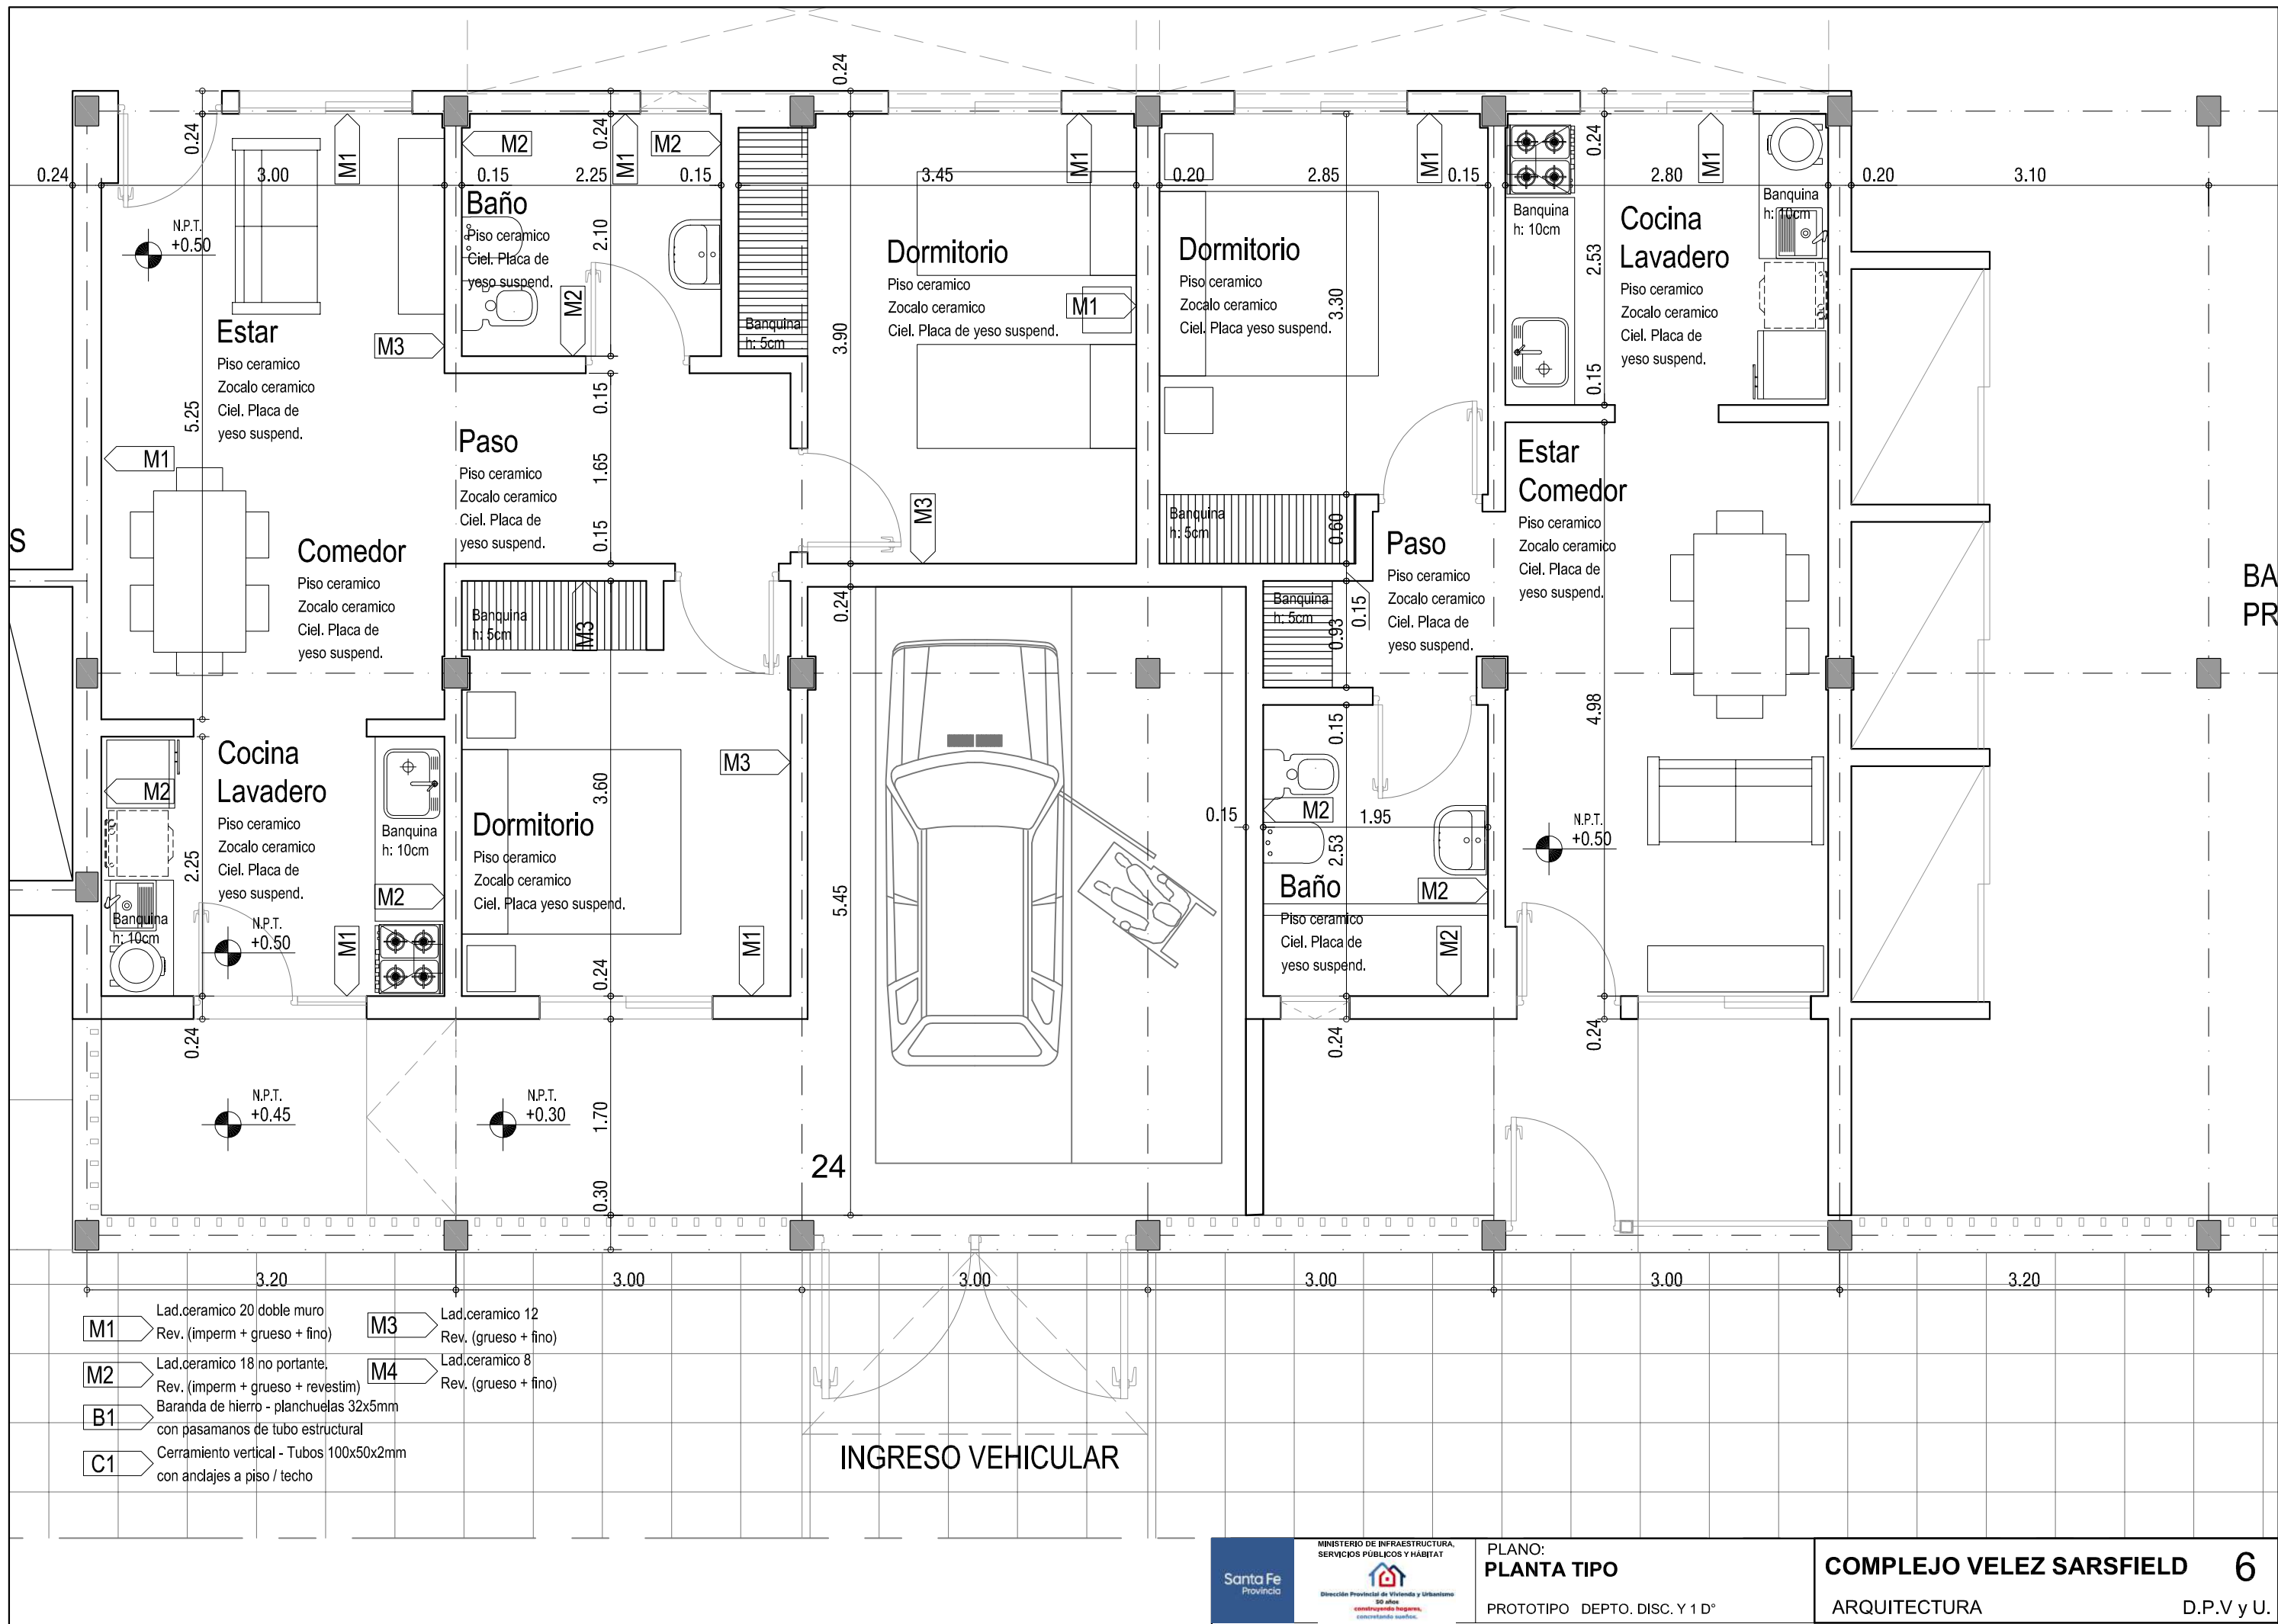 0.24
0.24
0.24
0.24
0.24
3.00
M1
M2
0.15
2.25
M1
M2
0.15
3.45
M1
0.20
2.85
M1
0.15
2.80
M1
0.20
3.10
Baño
Piso ceramico
Ciel. Placa de
yeso suspend.
2.10
M2
N.P.T.
+0.50
Estar
Piso ceramico
Zocalo ceramico
Ciel. Placa de
yeso suspend.
M3
5.25
M1
Banquina
h: 5cm
3.90
Dormitorio
Piso ceramico
Zocalo ceramico
Ciel. Placa de yeso suspend.
M1
Dormitorio
Piso ceramico
Zocalo ceramico
Ciel. Placa yeso suspend.
3.30
Banquina
h: 10cm
2.53
0.15
Cocina
Lavadero
Piso ceramico
Zocalo ceramico
Ciel. Placa de
yeso suspend.
Banquina
h: 10cm
Paso
Piso ceramico
Zocalo ceramico
Ciel. Placa de
yeso suspend.
0.15
1.65
0.15
M3
Banquina
h: 5cm
0.60
Estar
Comedor
Piso ceramico
Zocalo ceramico
Ciel. Placa de
yeso suspend.
S
Comedor
Piso ceramico
Zocalo ceramico
Ciel. Placa de
yeso suspend.
Banquina
h: 5cm
M3
0.24
Banquina
h: 5cm
0.93
0.15
Paso
Piso ceramico
Zocalo ceramico
Ciel. Placa de
yeso suspend.
4.98
BA
PR
Cocina
Lavadero
Piso ceramico
Zocalo ceramico
Ciel. Placa de
yeso suspend.
M2
2.25
Banquina
h: 10cm
N.P.T.
+0.50
Banquina
h: 10cm
M2
M1
M3
3.60
Dormitorio
Piso ceramico
Zocalo ceramico
Ciel. Placa yeso suspend.
M1
0.24
5.45
0.15
0.15
M2
1.95
2.53
Baño
Piso ceramico
Ciel. Placa de
yeso suspend.
M2
M2
N.P.T.
+0.50
0.24
0.24
0.24
N.P.T.
+0.45
N.P.T.
+0.30
1.70
0.30
24
3.20
3.00
3.00
3.00
3.00
3.20
M1
Lad.ceramico 20 doble muro
Rev. (imperm + grueso + fino)
M3
Lad.ceramico 12
Rev. (grueso + fino)
M2
Lad.ceramico 18 no portante.
Rev. (imperm + grueso + revestim)
M4
Lad.ceramico 8
Rev. (grueso + fino)
B1
Baranda de hierro - planchuelas 32x5mm
con pasamanos de tubo estructural
C1
Cerramiento vertical - Tubos 100x50x2mm
con anclajes a piso / techo
INGRESO VEHICULAR
Santa Fe
Provincia
MINISTERIO DE INFRAESTRUCTURA,
SERVICIOS PÚBLICOS Y HÁBITAT
Dirección Provincial de Vivienda y Urbanismo
50 años
construyendo hogares,
concretando sueños.
PLANO:
PLANTA TIPO
PROTOTIPO DEPTO. DISC. Y 1 D°
COMPLEJO VELEZ SARSFIELD 6
ARQUITECTURA D.P.V y U.